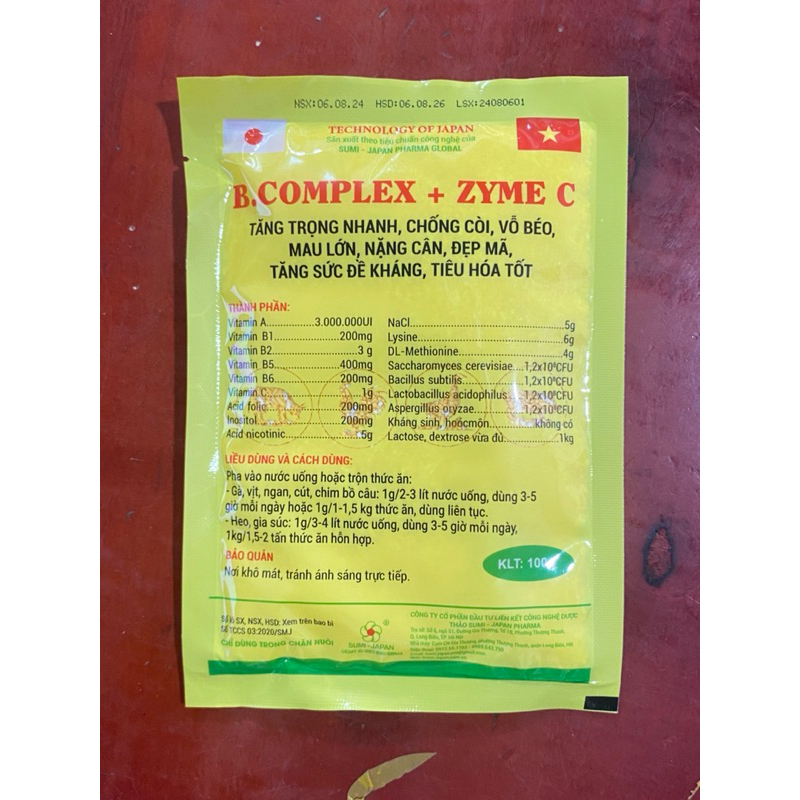 NSX:06.08.24 HSD:06.08.26 LSX:24080601
TECHNOLOGY OF JAPAN
Sản xuất theo tiêu chuẩn công nghệ của
SUMI - JAPAN PHARMA GLOBAL
B.COMPLEX + ZYME C
TĂNG TRỌNG NHANH, CHỐNG CÒI, VỖ BÉO,
MAU LỚN, NẶNG CÂN, ĐẸP MÃ,
TĂNG SỨC ĐỀ KHÁNG, TIÊU HÓA TỐT
THÀNH PHẦN:
Vitamin A...............3.000.000UI
Vitamin B1....................200mg
Vitamin B2........................3 g
Vitamin B5....................400mg
Vitamin B6....................200mg
Vitamin C..........................1g
Acid folic.......................200mg
Inositol..........................200mg
Acid nicotinic....................5g
NaCl...............................................5g
Lysine.............................................6g
DL-Methionine................................4g
Saccharomyces cerevisiae....1,2x10⁸CFU
Bacillus subtilis..................1,2x10⁸CFU
Lactobacillus acidophilus....1,2x10⁸CFU
Aspergillus oryzae..............1,2x10⁸CFU
Kháng sinh, hoócmôn..............không có
Lactose, dextrose vừa đủ..............1kg
LIỀU DÙNG VÀ CÁCH DÙNG:
Pha vào nước uống hoặc trộn thức ăn:
- Gà, vịt, ngan, cút, chim bồ câu: 1g/2-3 lít nước uống, dùng 3-5
giờ mỗi ngày hoặc 1g/1-1,5 kg thức ăn, dùng liên tục.
- Heo, gia súc: 1g/3-4 lít nước uống, dùng 3-5 giờ mỗi ngày,
1kg/1,5-2 tấn thức ăn hỗn hợp.
BẢO QUẢN
Nơi khô mát, tránh ánh sáng trực tiếp.
KLT: 100
Số lô SX, NSX, HSD: Xem trên bao bì
Số TCCS 03:2020/SMJ
CHỈ DÙNG TRONG CHĂN NUÔI
SUMI - JAPAN
CÔNG TY CỔ PHẦN ĐẦU TƯ LIÊN KẾT CÔNG NGHỆ DƯỢC
THẢO SUMI - JAPAN PHARMA